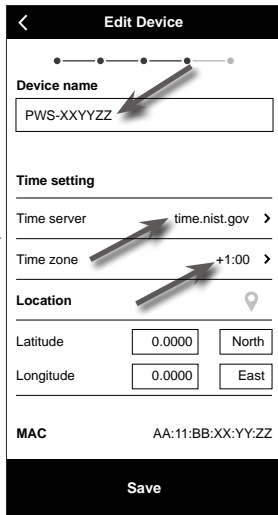 Edit Device
Device name
PWS-XXYYZZ
Time setting
Time server time.nist.gov
Time zone +1:00
Location
Latitude 0.0000 North
Longitude 0.0000 East
MAC AA:11:BB:XX:YY:ZZ
Save